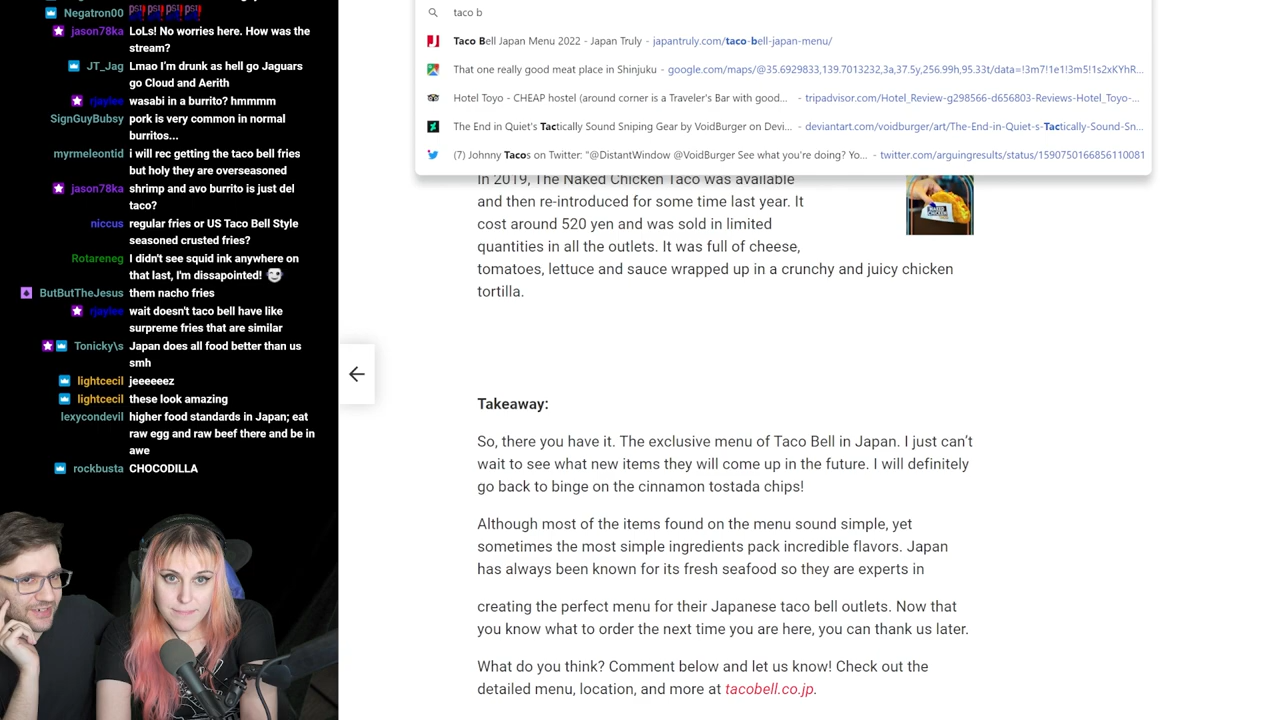 Negatron00
jason78ka LoLs! No worries here. How was the
stream?
JT_Jag Lmao I'm drunk as hell go Jaguars
go Cloud and Aerith
rjaylee wasabi in a burrito? hmmmm
SignGuyBubsy pork is very common in normal
burritos...
myrmeleontid i will rec getting the taco bell fries
but holy they are overseasoned
jason78ka shrimp and avo burrito is just del
taco?
niccus regular fries or US Taco Bell Style
seasoned crusted fries?
Rotareneg I didn't see squid ink anywhere on
that last, I'm dissapointed!
ButButTheJesus them nacho fries
rjaylee wait doesn't taco bell have like
surpreme fries that are similar
Tonicky\s Japan does all food better than us
smh
lightcecil jeeeeeez
lightcecil these look amazing
lexycondevil higher food standards in Japan; eat
raw egg and raw beef there and be in
awe
rockbusta CHOCODILLA
taco b
Taco Bell Japan Menu 2022 - Japan Truly - japantruly.com/taco-bell-japan-menu/
That one really good meat place in Shinjuku - google.com/maps/@35.6929833,139.7013232,3a,37.5y,256.99h,95.33t/data=!3m7!1e1!3m5!1s2xKYhR...
Hotel Toyo - CHEAP hostel (around corner is a Traveler's Bar with good... - tripadvisor.com/Hotel_Review-g298566-d656803-Reviews-Hotel_Toyo-...
The End in Quiet's Tactically Sound Sniping Gear by VoidBurger on Devi... - deviantart.com/voidburger/art/The-End-in-Quiet-s-Tactically-Sound-Sn...
(7) Johnny Tacos on Twitter: "@DistantWindow @VoidBurger See what you're doing? Yo... - twitter.com/arguingresults/status/1590750166856110081
In 2019, The Naked Chicken Taco was available
and then re-introduced for some time last year. It
cost around 520 yen and was sold in limited
quantities in all the outlets. It was full of cheese,
tomatoes, lettuce and sauce wrapped up in a crunchy and juicy chicken
tortilla.
Takeaway:
So, there you have it. The exclusive menu of Taco Bell in Japan. I just can't
wait to see what new items they will come up in the future. I will definitely
go back to binge on the cinnamon tostada chips!
Although most of the items found on the menu sound simple, yet
sometimes the most simple ingredients pack incredible flavors. Japan
has always been known for its fresh seafood so they are experts in
creating the perfect menu for their Japanese taco bell outlets. Now that
you know what to order the next time you are here, you can thank us later.
What do you think? Comment below and let us know! Check out the
detailed menu, location, and more at tacobell.co.jp.